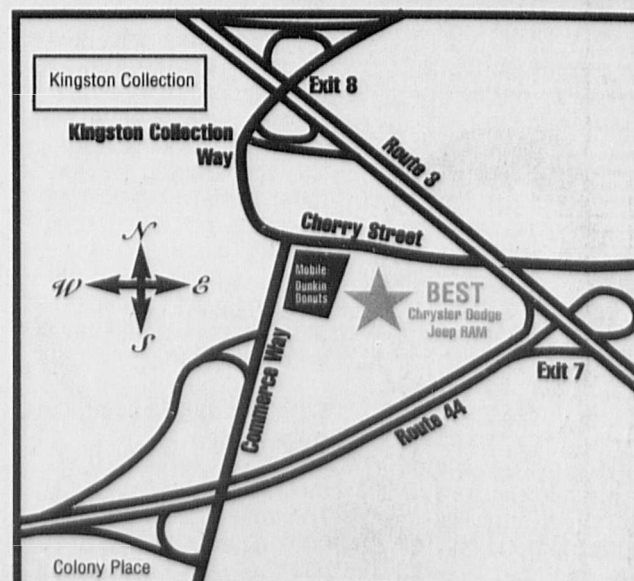 Kingston Collection
Exit 8
Kingston Collection
Way
Route 3
Cherry Street
N
W
E
S
Mobile
Dunkin
Donuts
BEST
Chrysler Dodge
Jeep RAM
Commerce Way
Exit 7
Route 44
Colony Place